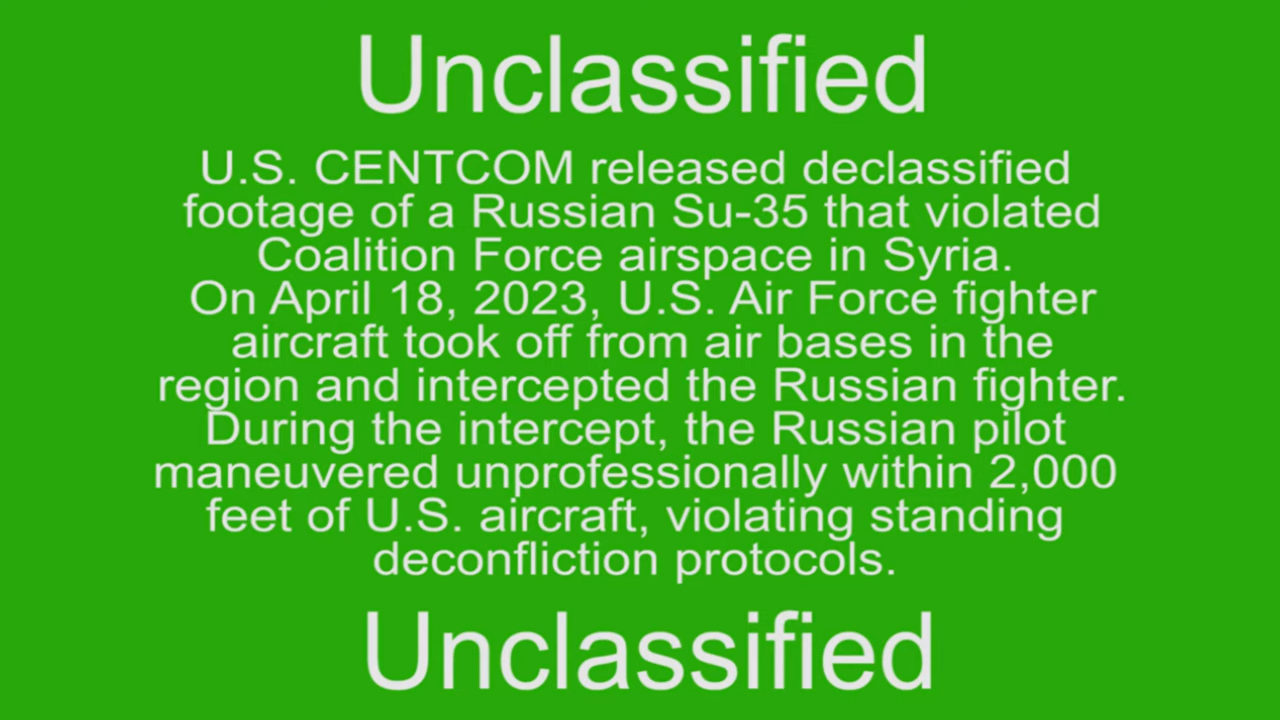 Unclassified
U.S. CENTCOM released declassified
footage of a Russian Su-35 that violated
Coalition Force airspace in Syria.
On April 18, 2023, U.S. Air Force fighter
aircraft took off from air bases in the
region and intercepted the Russian fighter.
During the intercept, the Russian pilot
maneuvered unprofessionally within 2,000
feet of U.S. aircraft, violating standing
deconfliction protocols.
Unclassified